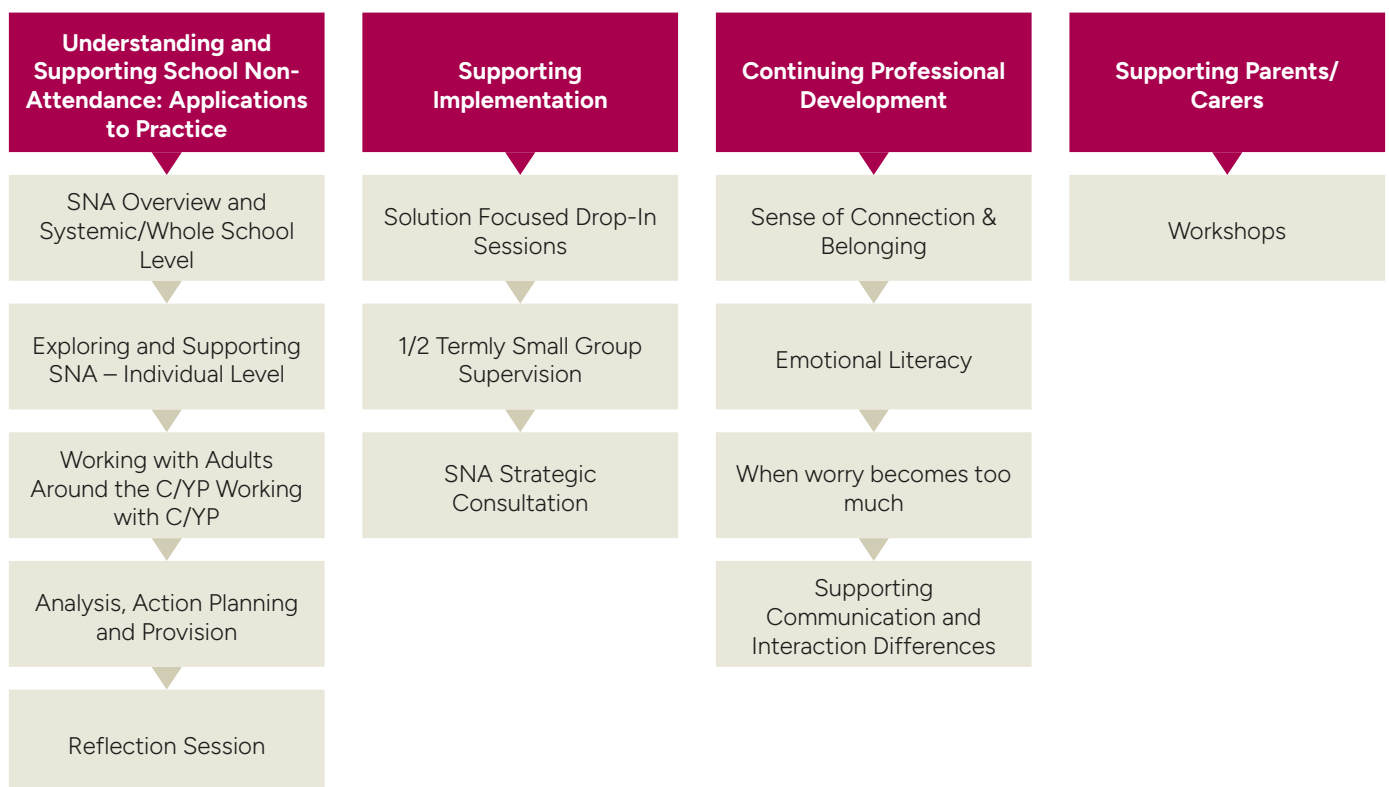 Understanding and
Supporting School Non-
Attendance: Applications
to Practice
SNA Overview and
Systemic/Whole School
Level
Exploring and Supporting
SNA – Individual Level
Working with Adults
Around the C/YP Working
with C/YP
Analysis, Action Planning
and Provision
Reflection Session
Supporting
Implementation
Solution Focused Drop-In
Sessions
1/2 Termly Small Group
Supervision
SNA Strategic
Consultation
Continuing Professional
Development
Sense of Connection &
Belonging
Emotional Literacy
When worry becomes too
much
Supporting
Communication and
Interaction Differences
Supporting Parents/
Carers
Workshops